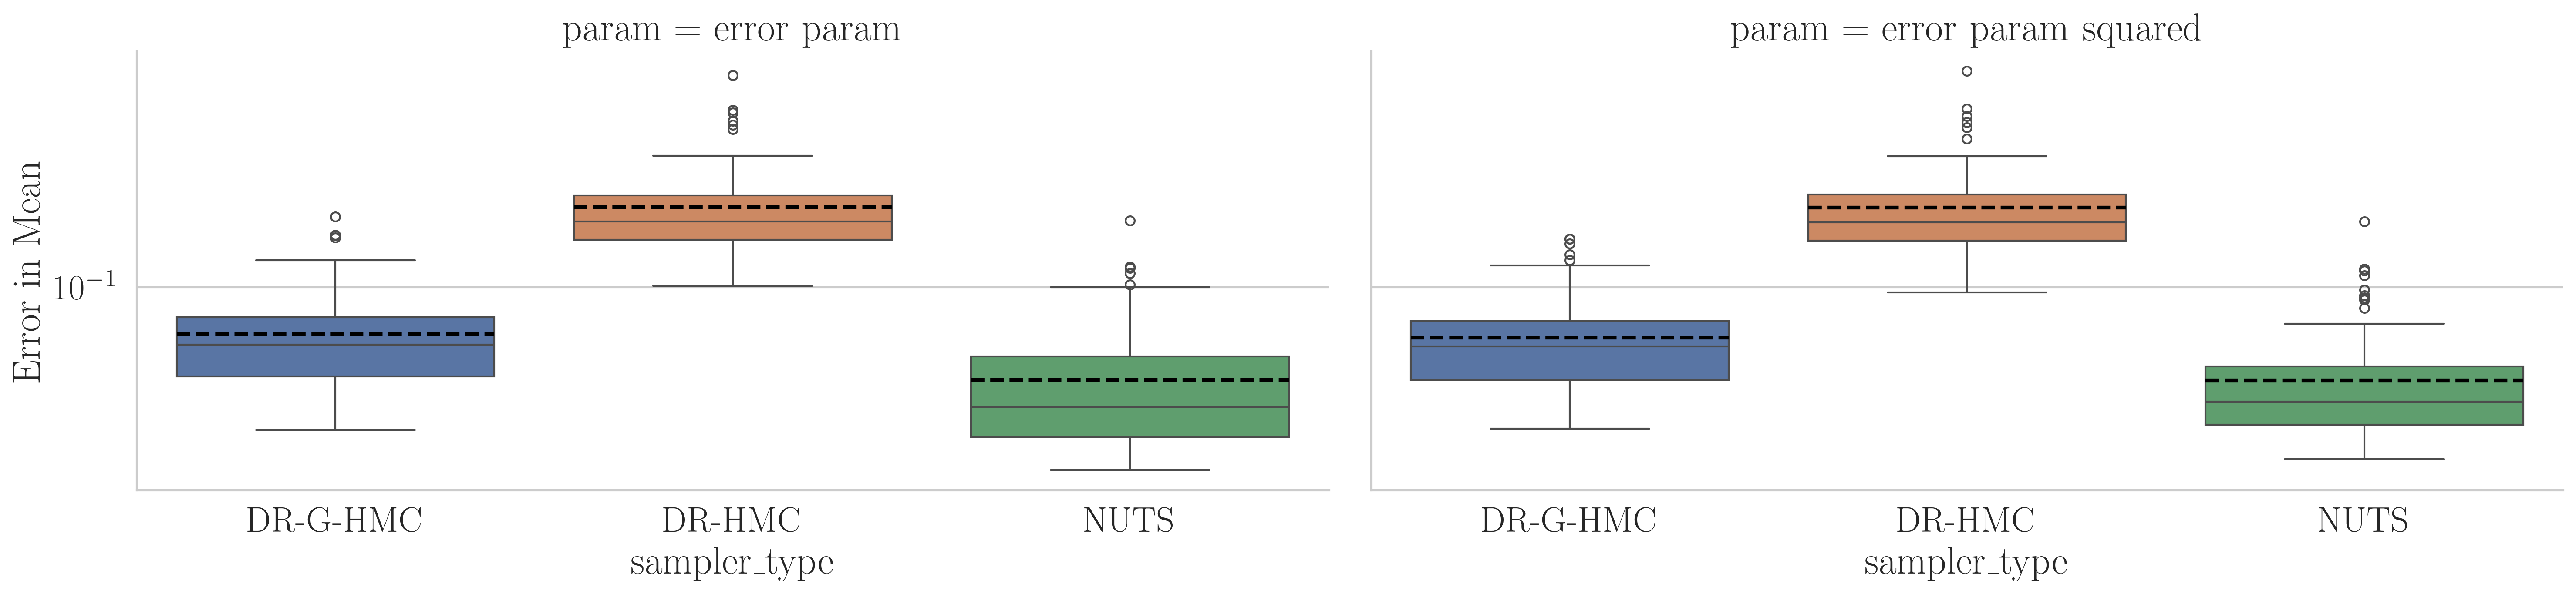 param = error_param
param = error_param_squared
Error in Mean
10⁻¹
DR-G-HMC DR-HMC NUTS
DR-G-HMC DR-HMC NUTS
sampler_type
sampler_type